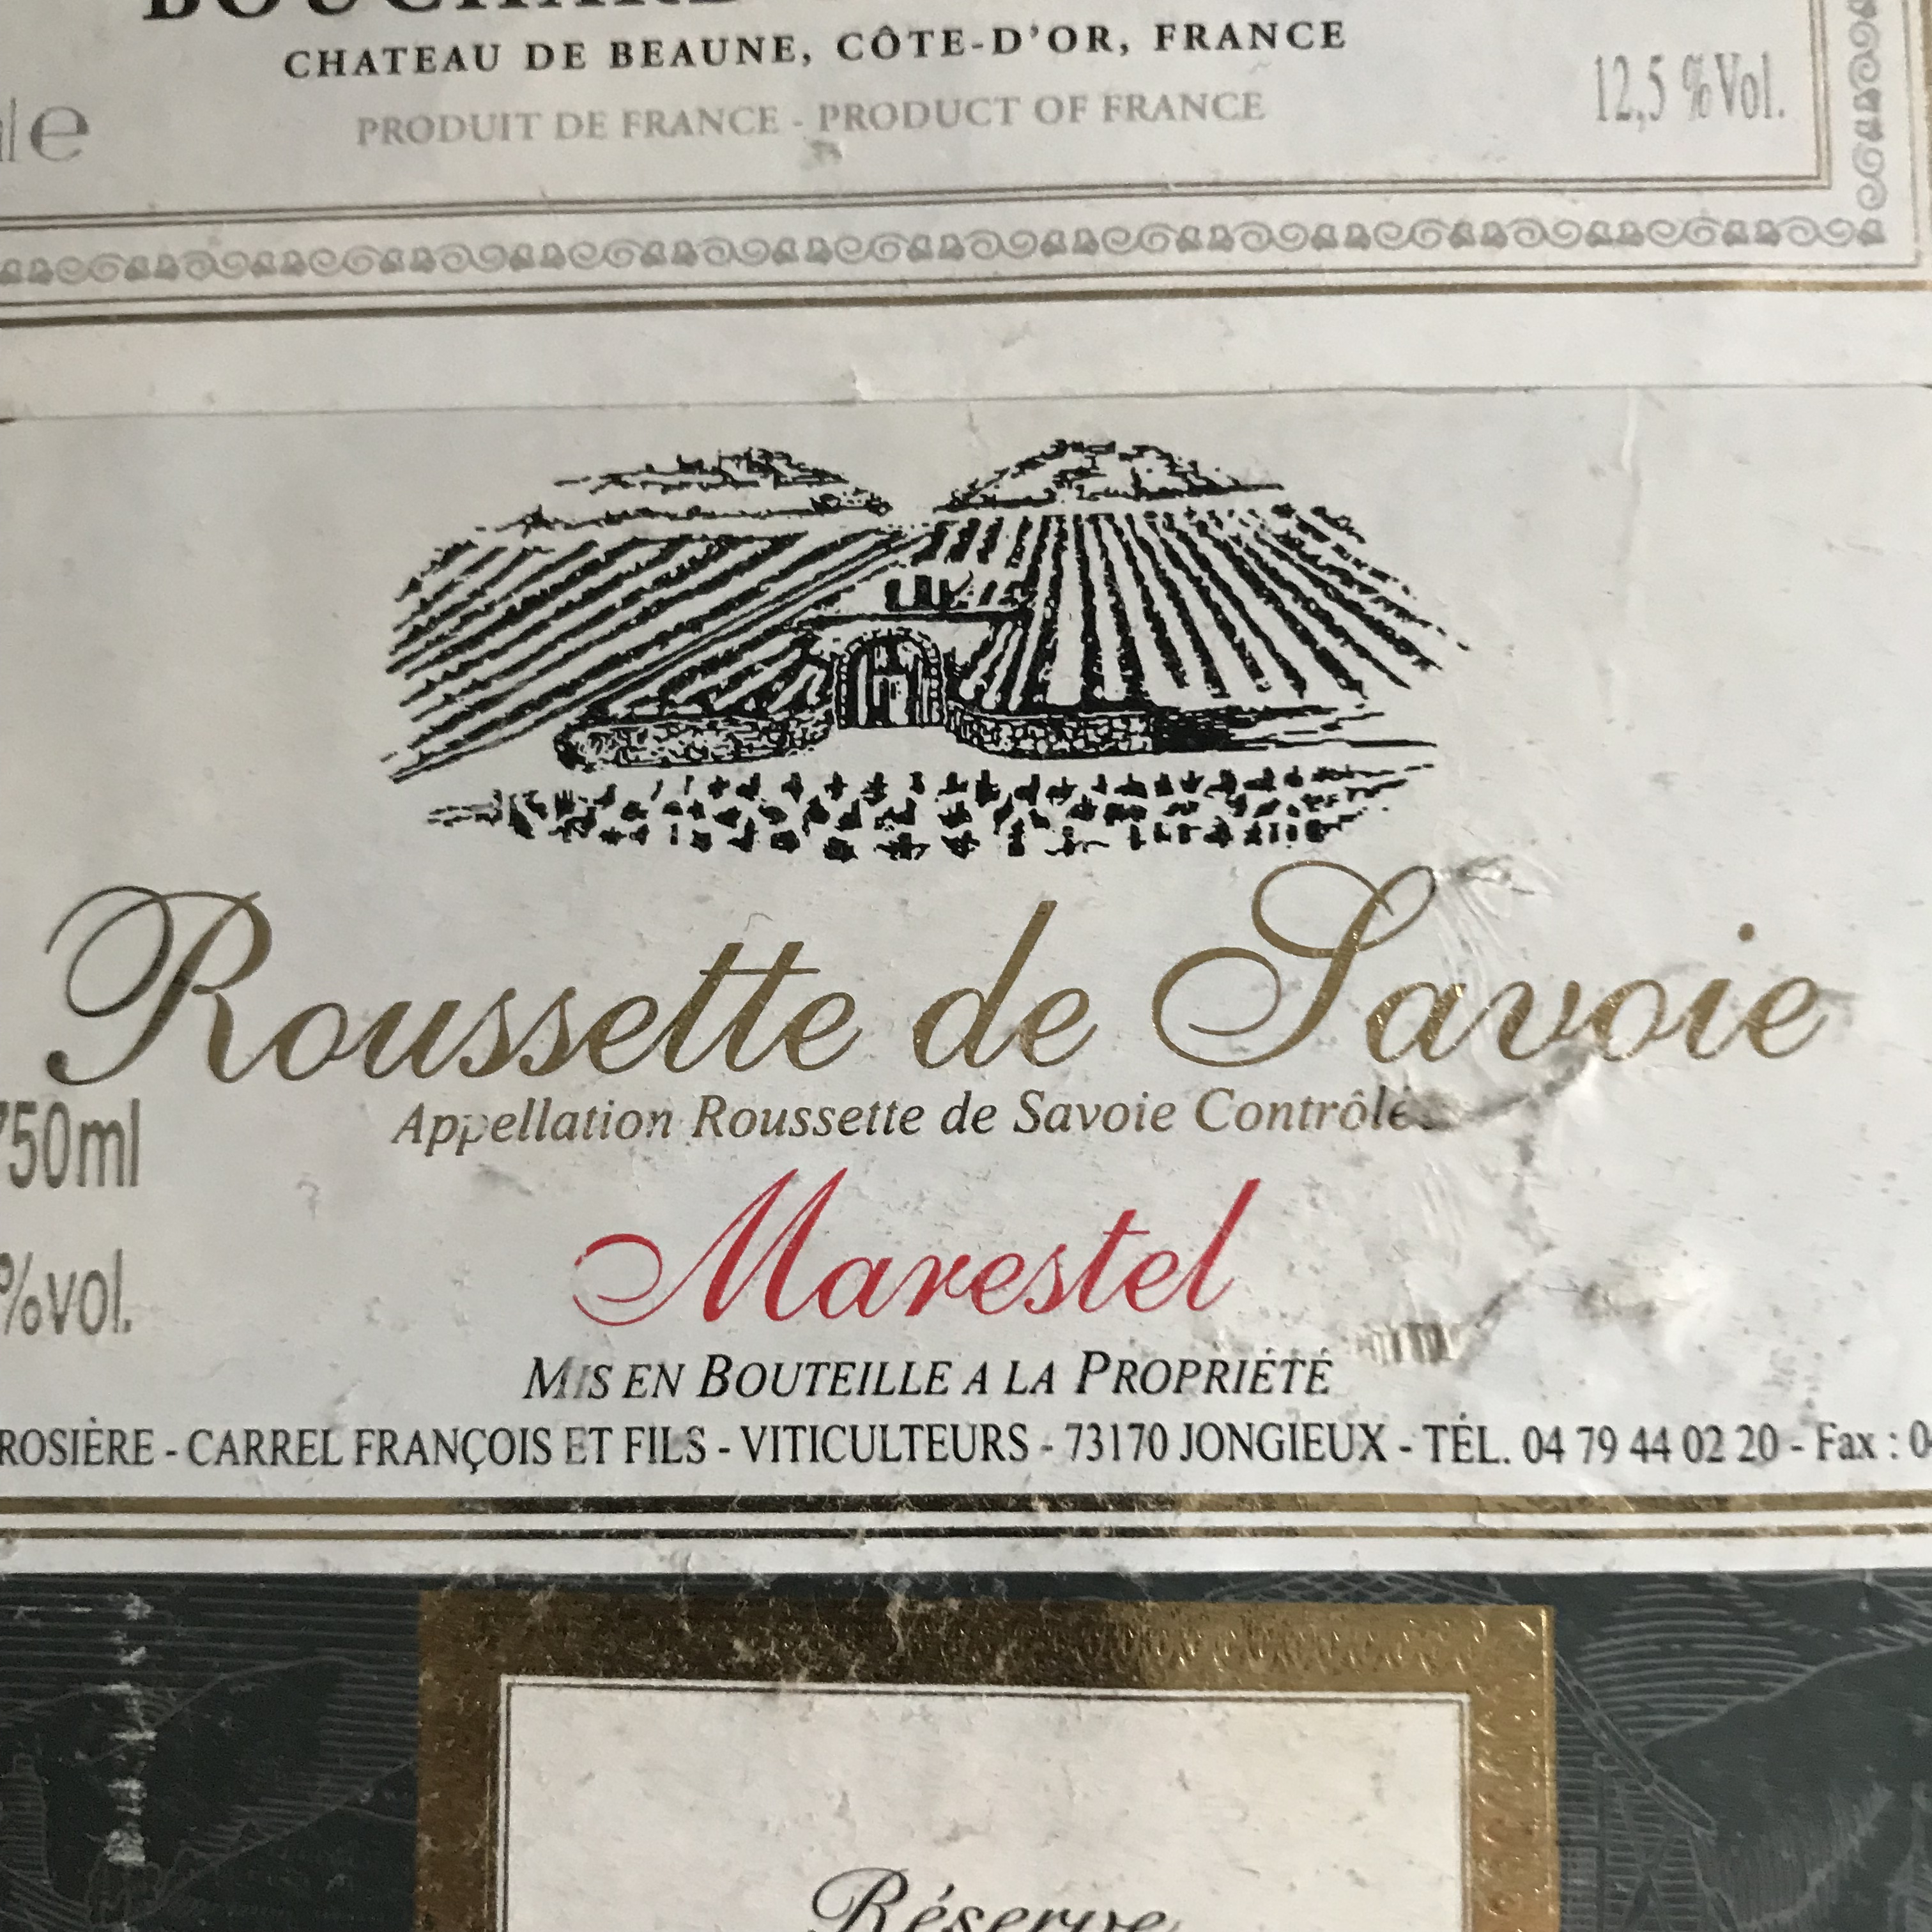 CHATEAU DE BEAUNE, CÔTE-D'OR, FRANCE
12,5 %Vol.
e
PRODUIT DE FRANCE - PRODUCT OF FRANCE
Roussette de Savoie
Appellation Roussette de Savoie Contrôlée
750ml
Marestel
%vol.
MIS EN BOUTEILLE A LA PROPRIÉTÉ
ROSIÈRE - CARREL FRANÇOIS ET FILS - VITICULTEURS - 73170 JONGIEUX - TÉL. 04 79 44 02 20 - Fax : 0
Réserve